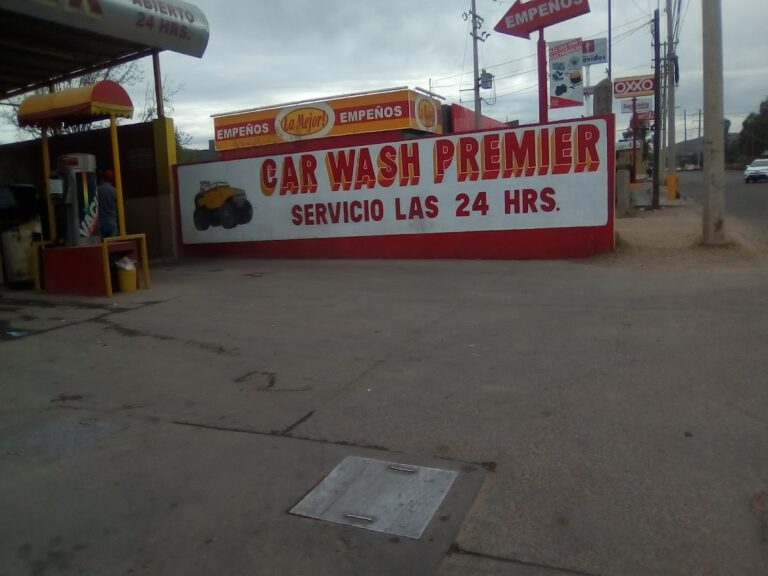 ABIERTO
24 HRS.
EMPEÑOS
OXXO
EMPEÑOS La Mejor! EMPEÑOS
CAR WASH PREMIER
SERVICIO LAS 24 HRS.